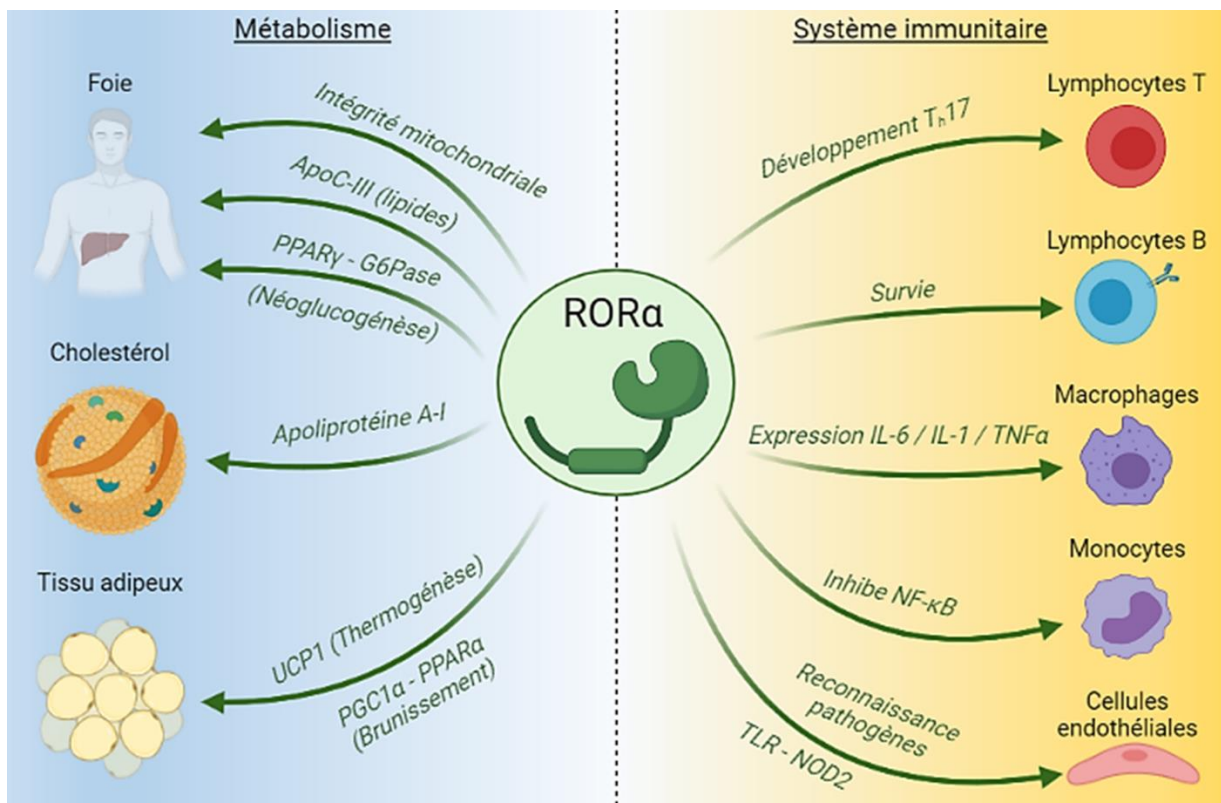 Métabolisme
Foie
Intégrité mitochondriale
ApoC-III (lipides)
PPARγ - G6Pase
(Néoglucogénèse)
Cholestérol
Apoliprotéine A-I
Tissu adipeux
UCP1 (Thermogénèse)
PGC1α - PPARα
(Brunissement)
RORα
Système immunitaire
Lymphocytes T
Développement Tₕ17
Lymphocytes B
Survie
Macrophages
Expression IL-6 / IL-1 / TNFα
Monocytes
Inhibe NF-κB
Reconnaissance
pathogènes
TLR - NOD2
Cellules
endothéliales